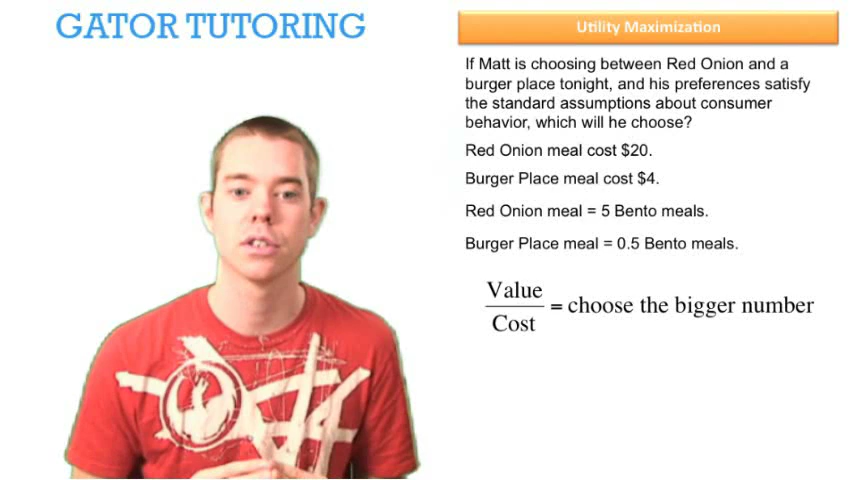 GATOR TUTORING
Utility Maximization
If Matt is choosing between Red Onion and a
burger place tonight, and his preferences satisfy
the standard assumptions about consumer
behavior, which will he choose?
Red Onion meal cost $20.
Burger Place meal cost $4.
Red Onion meal = 5 Bento meals.
Burger Place meal = 0.5 Bento meals.
Value
Cost
= choose the bigger number